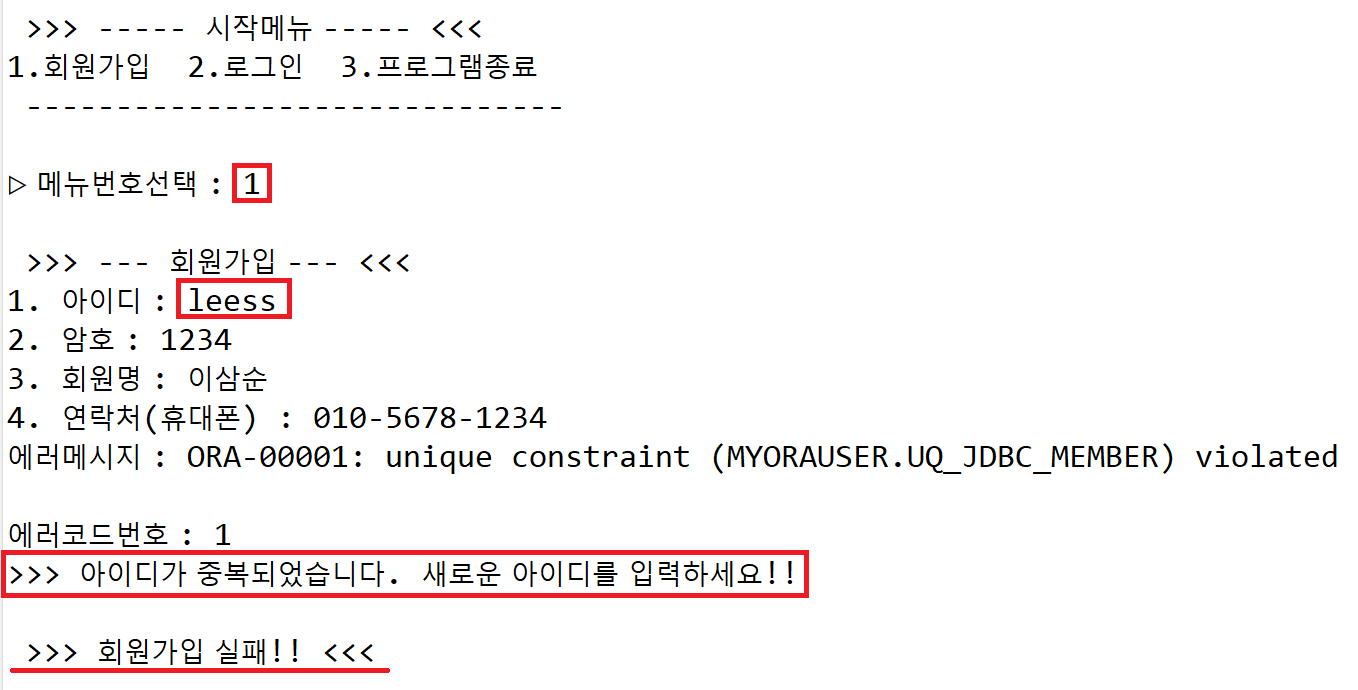 >>> ----- 시작메뉴 ----- <<<
1.회원가입  2.로그인  3.프로그램종료
------------------------------
▷ 메뉴번호선택 : 1
>>> --- 회원가입 --- <<<
1. 아이디 : leess
2. 암호 : 1234
3. 회원명 : 이삼순
4. 연락처(휴대폰) : 010-5678-1234
에러메시지 : ORA-00001: unique constraint (MYORAUSER.UQ_JDBC_MEMBER) violated
에러코드번호 : 1
>>> 아이디가 중복되었습니다. 새로운 아이디를 입력하세요!!
>>> 회원가입 실패!! <<<